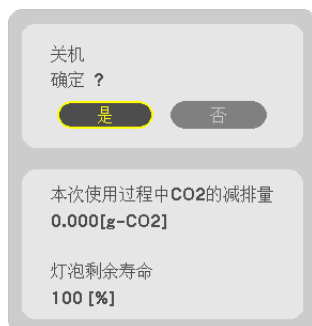 关机
确定 ?
是 否
本次使用过程中CO2的减排量
0.000[g-CO2]
灯泡剩余寿命
100 [%]